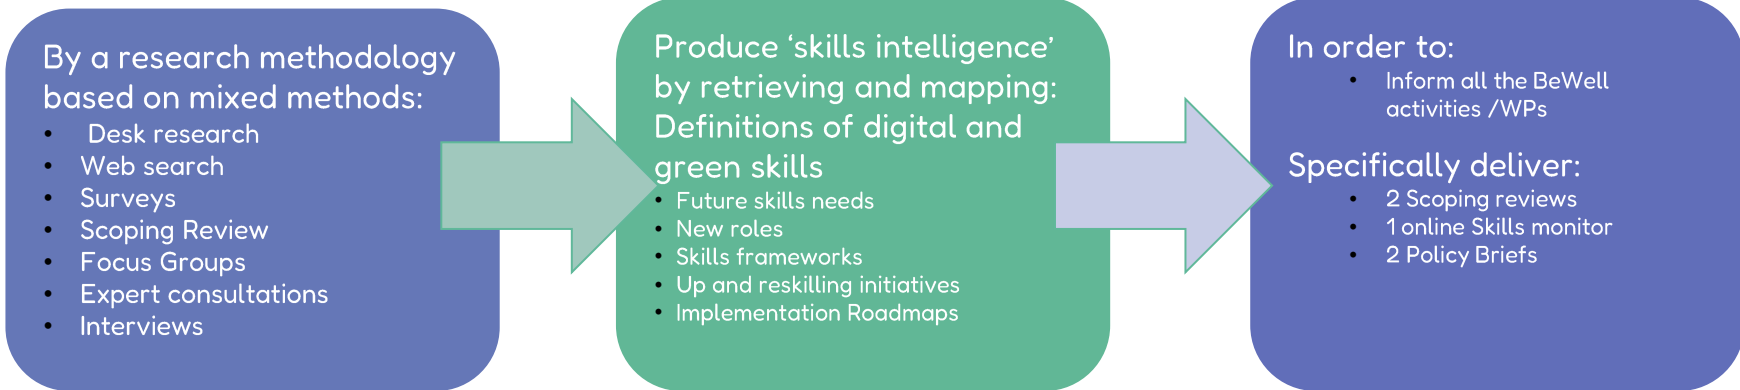 By a research methodology
based on mixed methods:
• Desk research
• Web search
• Surveys
• Scoping Review
• Focus Groups
• Expert consultations
• Interviews
Produce ‘skills intelligence’
by retrieving and mapping:
Definitions of digital and
green skills
• Future skills needs
• New roles
• Skills frameworks
• Up and reskilling initiatives
• Implementation Roadmaps
In order to:
• Inform all the BeWell
activities /WPs
Specifically deliver:
• 2 Scoping reviews
• 1 online Skills monitor
• 2 Policy Briefs